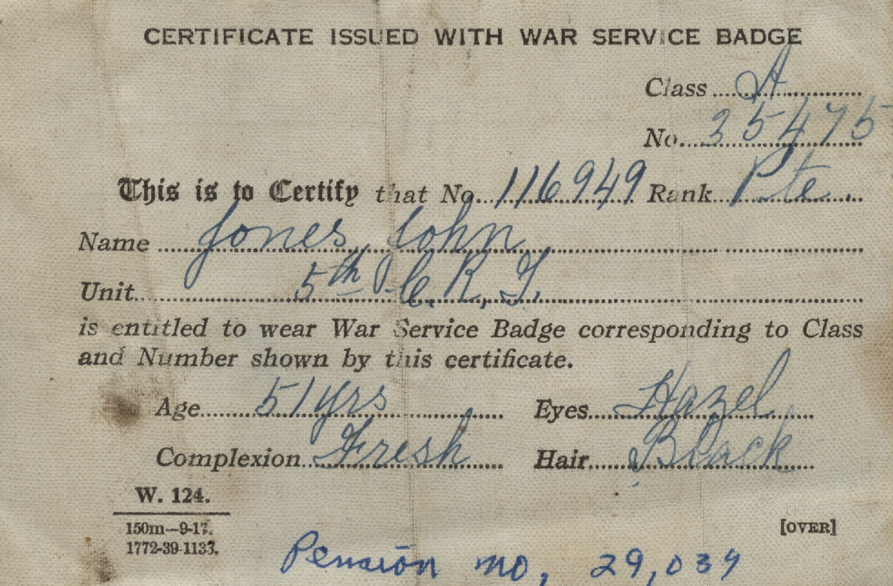 CERTIFICATE ISSUED WITH WAR SERVICE BADGE
Class A
No. 35475
This is to Certify that No. 116949 Rank Pte.
Name Jones John
Unit 5th C.R.T.
is entitled to wear War Service Badge corresponding to Class
and Number shown by this certificate.
Age 51 yrs Eyes Hazel
Complexion Fresh Hair Black
W. 124.
150m—9-17.
1772-39-1133.
[OVER]
Pension no, 29,039